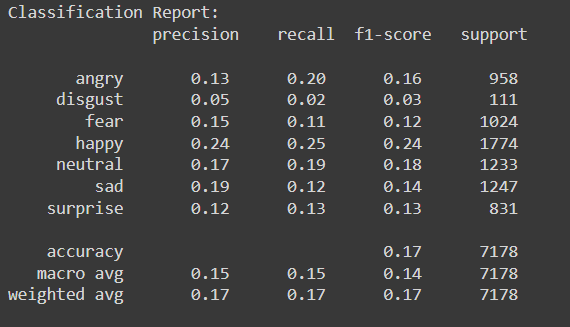 Classification Report:
precision recall f1-score support
angry 0.13 0.20 0.16 958
disgust 0.05 0.02 0.03 111
fear 0.15 0.11 0.12 1024
happy 0.24 0.25 0.24 1774
neutral 0.17 0.19 0.18 1233
sad 0.19 0.12 0.14 1247
surprise 0.12 0.13 0.13 831
accuracy 0.17 7178
macro avg 0.15 0.15 0.14 7178
weighted avg 0.17 0.17 0.17 7178